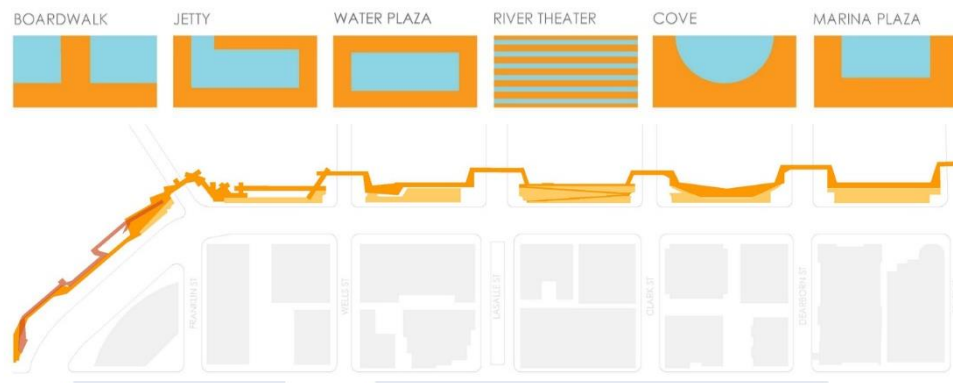 BOARDWALK
JETTY
WATER PLAZA
RIVER THEATER
COVE
MARINA PLAZA
FRANKLIN ST
WELLS ST
LASALLE ST
CLARK ST
DEARBORN ST